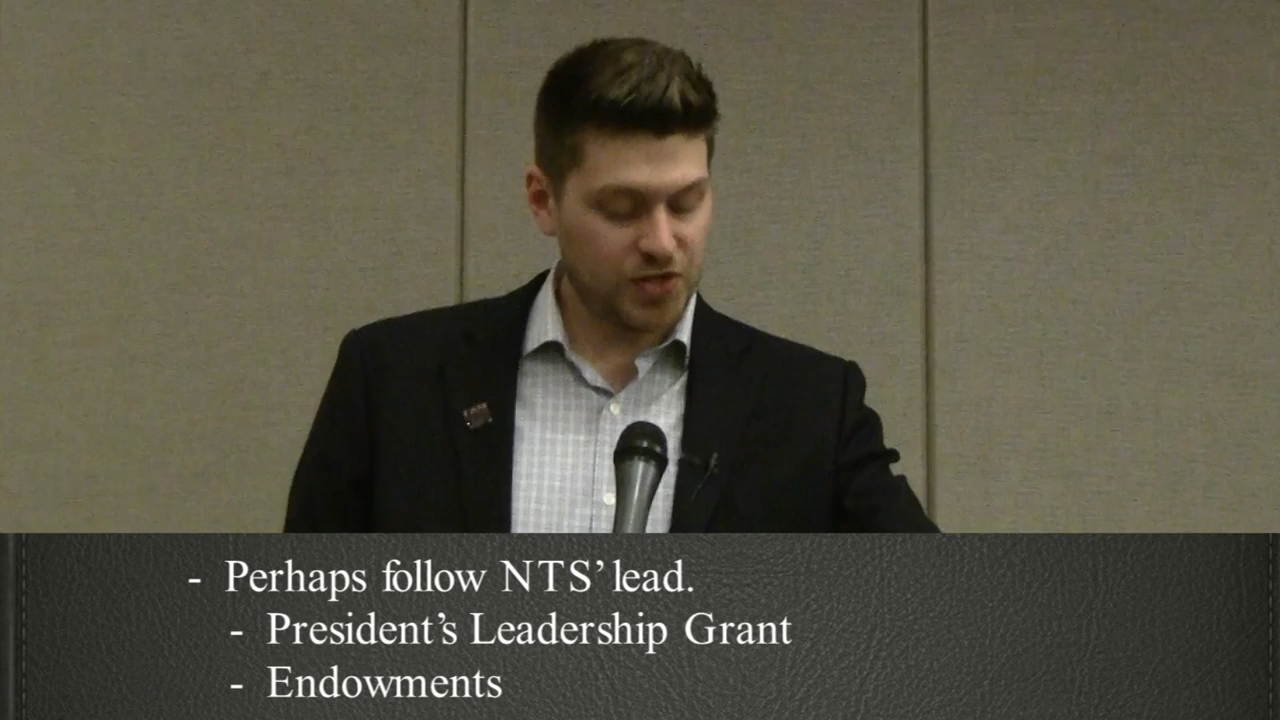 - Perhaps follow NTS’ lead.
- President’s Leadership Grant
- Endowments